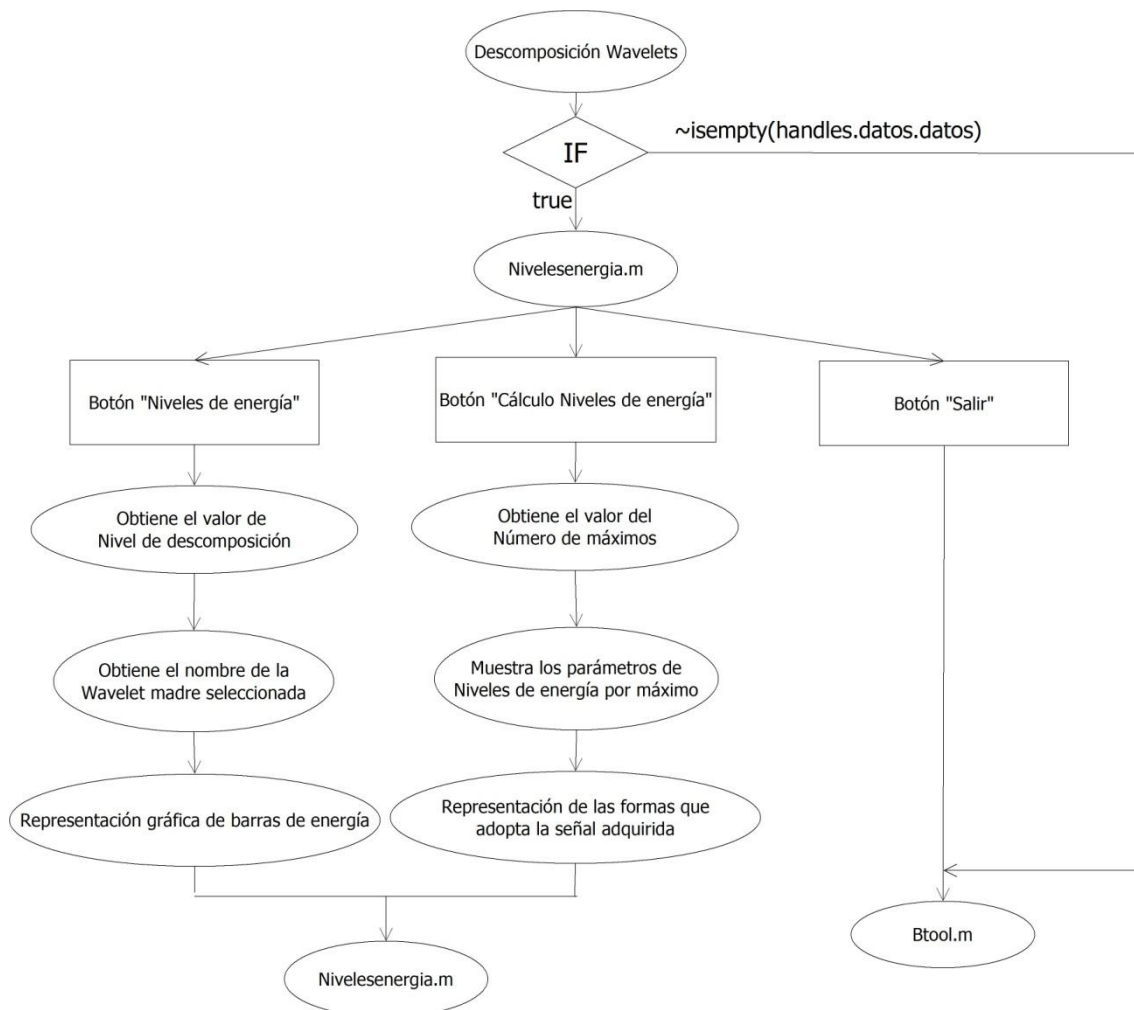 Descomposición Wavelets
~isempty(handles.datos.datos)
IF
true
Nivelesenergia.m
Botón "Niveles de energía"
Botón "Cálculo Niveles de energía"
Botón "Salir"
Obtiene el valor de
Nivel de descomposición
Obtiene el valor del
Número de máximos
Obtiene el nombre de la
Wavelet madre seleccionada
Muestra los parámetros de
Niveles de energía por máximo
Representación gráfica de barras de energía
Representación de las formas que
adopta la señal adquirida
Btool.m
Nivelesenergia.m